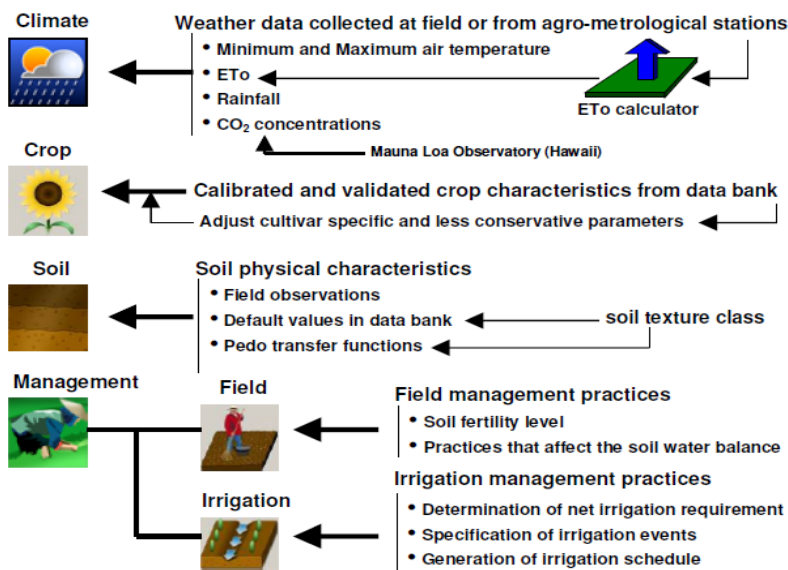 Climate
Weather data collected at field or from agro-metrological stations
• Minimum and Maximum air temperature
• ETo
• Rainfall
• CO₂ concentrations
ETo calculator
Mauna Loa Observatory (Hawaii)
Crop
Calibrated and validated crop characteristics from data bank
Adjust cultivar specific and less conservative parameters
Soil
Soil physical characteristics
• Field observations
• Default values in data bank
• Pedo transfer functions
soil texture class
Management
Field
Field management practices
• Soil fertility level
• Practices that affect the soil water balance
Irrigation
Irrigation management practices
• Determination of net irrigation requirement
• Specification of irrigation events
• Generation of irrigation schedule